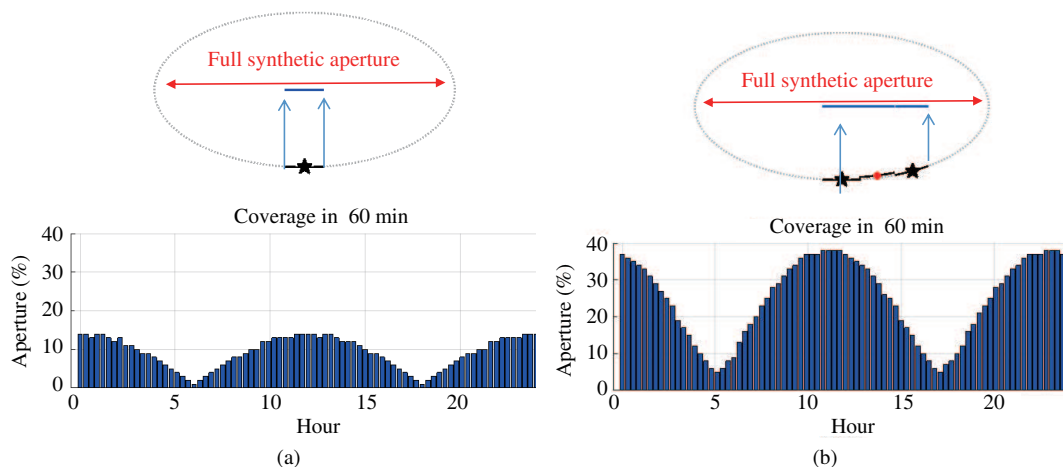 Full synthetic aperture
Coverage in 60 min
Aperture (%)
40
30
20
10
0
0 5 10 15 20
Hour
(a)
Full synthetic aperture
Coverage in 60 min
Aperture (%)
40
30
20
10
0
0 5 10 15 20
Hour
(b)